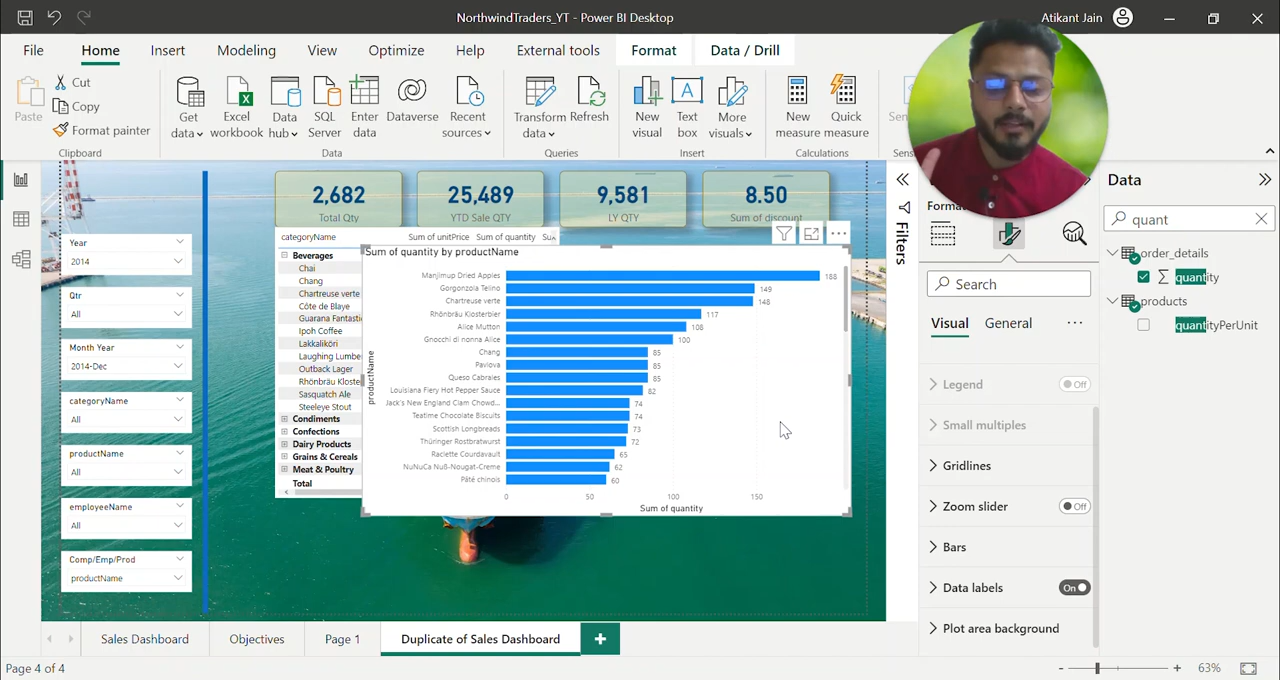 NorthwindTraders_YT - Power BI Desktop
Atikant Jain
File Home Insert Modeling View Optimize Help External tools Format Data / Drill
Paste
Cut
Copy
Format painter
Clipboard
Get data
Excel workbook
Data hub
SQL Server
Enter data
Dataverse
Recent sources
Data
Transform data
Refresh
Queries
New visual
Text box
More visuals
Insert
New measure
Quick measure
Calculations
2,682
Total Qty
25,489
YTD Sale QTY
9,581
LY QTY
8.50
Sum of discount
Year
2014
Qtr
All
Month Year
2014-Dec
categoryName
All
productName
All
employeeName
All
Comp/Emp/Prod
productName
categoryName Sum of unitPrice Sum of quantity
Beverages
Chai
Chang
Chartreuse verte
Côte de Blaye
Guarana Fantasti
Ipoh Coffee
Lakkalikööri
Laughing Lumbe
Outback Lager
Rhönbräu Kloste
Sasquatch Ale
Steeleye Stout
Condiments
Confections
Dairy Products
Grains & Cereals
Meat & Poultry
Total
Sum of quantity by productName
productName
Manjimup Dried Apples 188
Gorgonzola Telino 149
Chartreuse verte 148
Rhönbräu Klosterbier 117
Alice Mutton 108
Gnocchi di nonna Alice 100
Chang 85
Pavlova 85
Queso Cabrales 85
Louisiana Fiery Hot Pepper Sauce 82
Jack's New England Clam Chowd... 74
Teatime Chocolate Biscuits 74
Scottish Longbreads 73
Thüringer Rostbratwurst 72
Raclette Courdavault 65
NuNuCa Nuß-Nougat-Creme 62
Pâté chinois 60
0 50 100 150
Sum of quantity
Filters
Search
Visual General
Legend Off
Small multiples
Gridlines
Zoom slider Off
Bars
Data labels On
Plot area background
Data
quant
order_details
quantity
products
quantityPerUnit
Sales Dashboard Objectives Page 1 Duplicate of Sales Dashboard
Page 4 of 4
63%